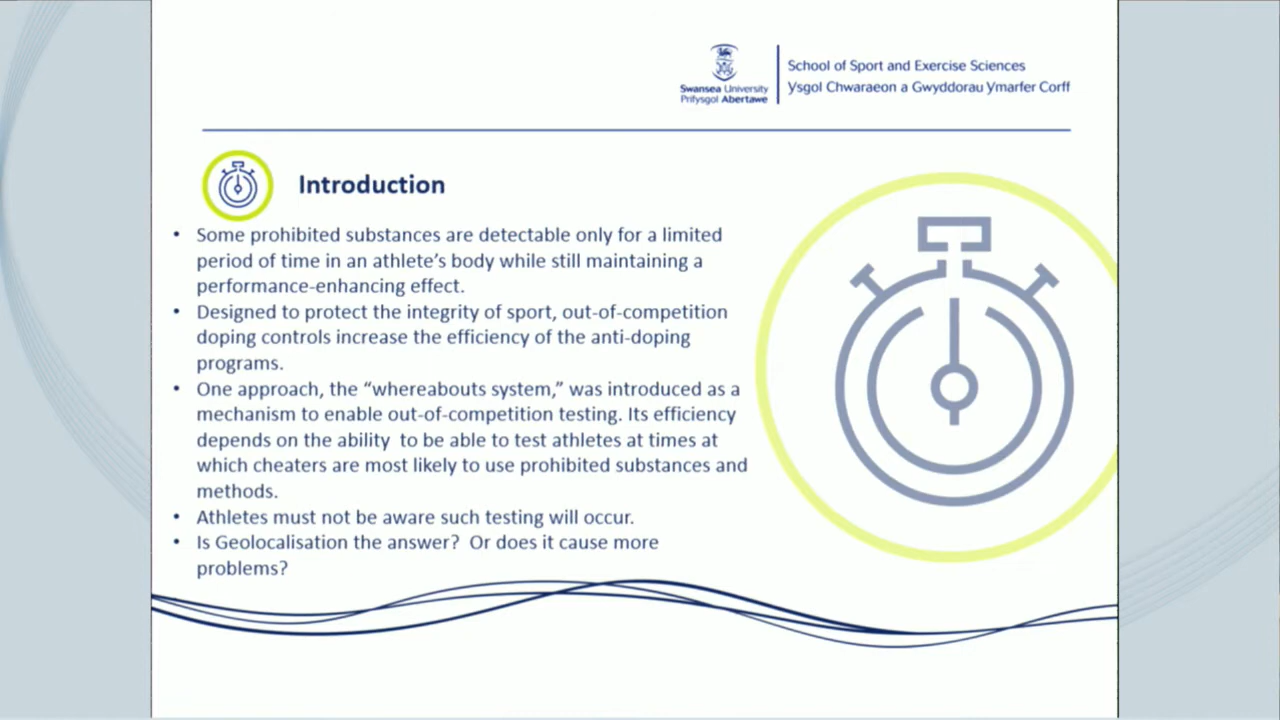 Swansea University
Prifysgol Abertawe
School of Sport and Exercise Sciences
Ysgol Chwaraeon a Gwyddorau Ymarfer Corff
Introduction
• Some prohibited substances are detectable only for a limited
period of time in an athlete’s body while still maintaining a
performance-enhancing effect.
• Designed to protect the integrity of sport, out-of-competition
doping controls increase the efficiency of the anti-doping
programs.
• One approach, the “whereabouts system,” was introduced as a
mechanism to enable out-of-competition testing. Its efficiency
depends on the ability  to be able to test athletes at times at
which cheaters are most likely to use prohibited substances and
methods.
• Athletes must not be aware such testing will occur.
• Is Geolocalisation the answer?  Or does it cause more
problems?